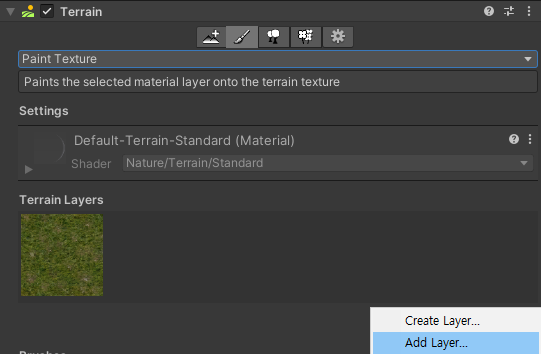 Terrain
Paint Texture
Paints the selected material layer onto the terrain texture
Settings
Default-Terrain-Standard (Material)
Shader Nature/Terrain/Standard
Terrain Layers
Create Layer...
Add Layer...
Brushes